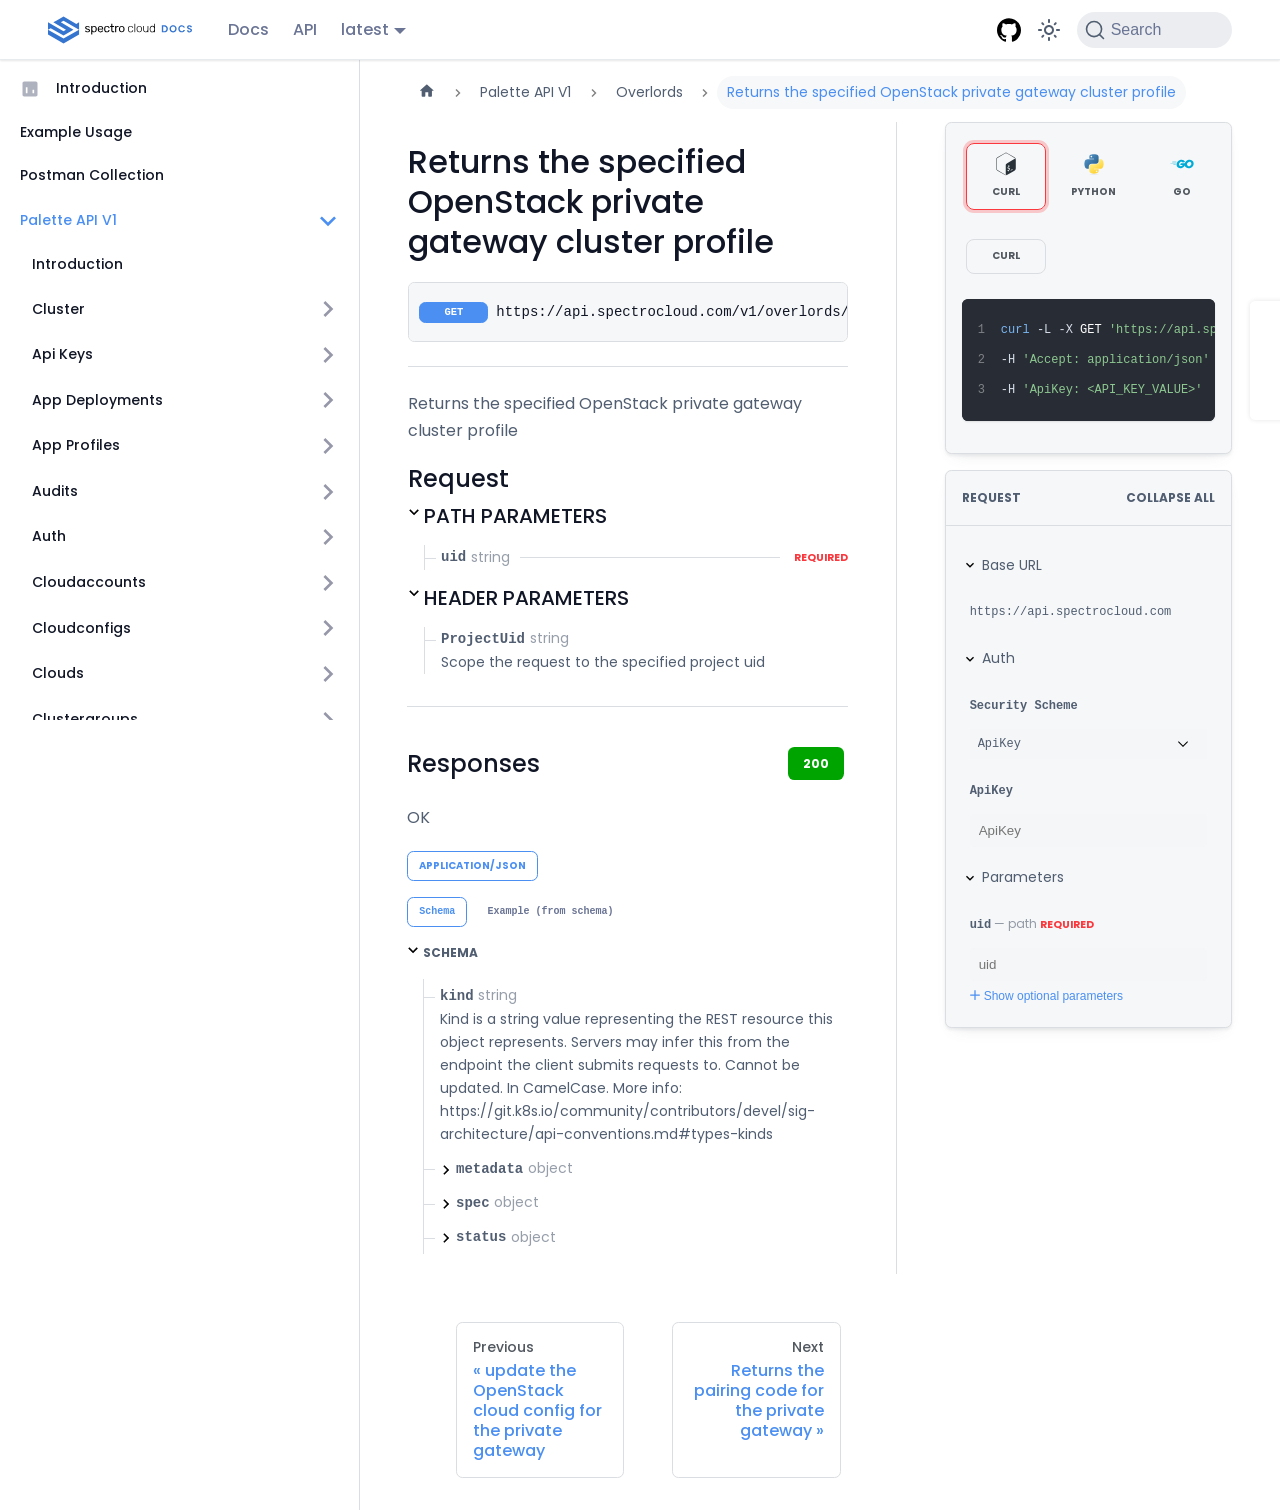 spectro cloud DOCS
Docs
API
latest
Search
Introduction
Example Usage
Postman Collection
Palette API V1
Introduction
Cluster
Api Keys
App Deployments
App Profiles
Audits
Auth
Cloudaccounts
Cloudconfigs
Clouds
Clustergroups
Palette API V1
Overlords
Returns the specified OpenStack private gateway cluster profile
Returns the specified
OpenStack private
gateway cluster profile
GET https://api.spectrocloud.com/v1/overlords/
Returns the specified OpenStack private gateway
cluster profile
Request
PATH PARAMETERS
uid string REQUIRED
HEADER PARAMETERS
ProjectUid string
Scope the request to the specified project uid
Responses
200
OK
APPLICATION/JSON
Schema
Example (from schema)
SCHEMA
kind string
Kind is a string value representing the REST resource this
object represents. Servers may infer this from the
endpoint the client submits requests to. Cannot be
updated. In CamelCase. More info:
https://git.k8s.io/community/contributors/devel/sig-
architecture/api-conventions.md#types-kinds
metadata object
spec object
status object
Previous
« update the
OpenStack
cloud config for
the private
gateway
Next
Returns the
pairing code for
the private
gateway »
CURL
PYTHON
GO
CURL
1 curl -L -X GET 'https://api.sp
2 -H 'Accept: application/json'
3 -H 'ApiKey: <API_KEY_VALUE>'
REQUEST
COLLAPSE ALL
Base URL
https://api.spectrocloud.com
Auth
Security Scheme
ApiKey
ApiKey
ApiKey
Parameters
uid — path REQUIRED
uid
Show optional parameters